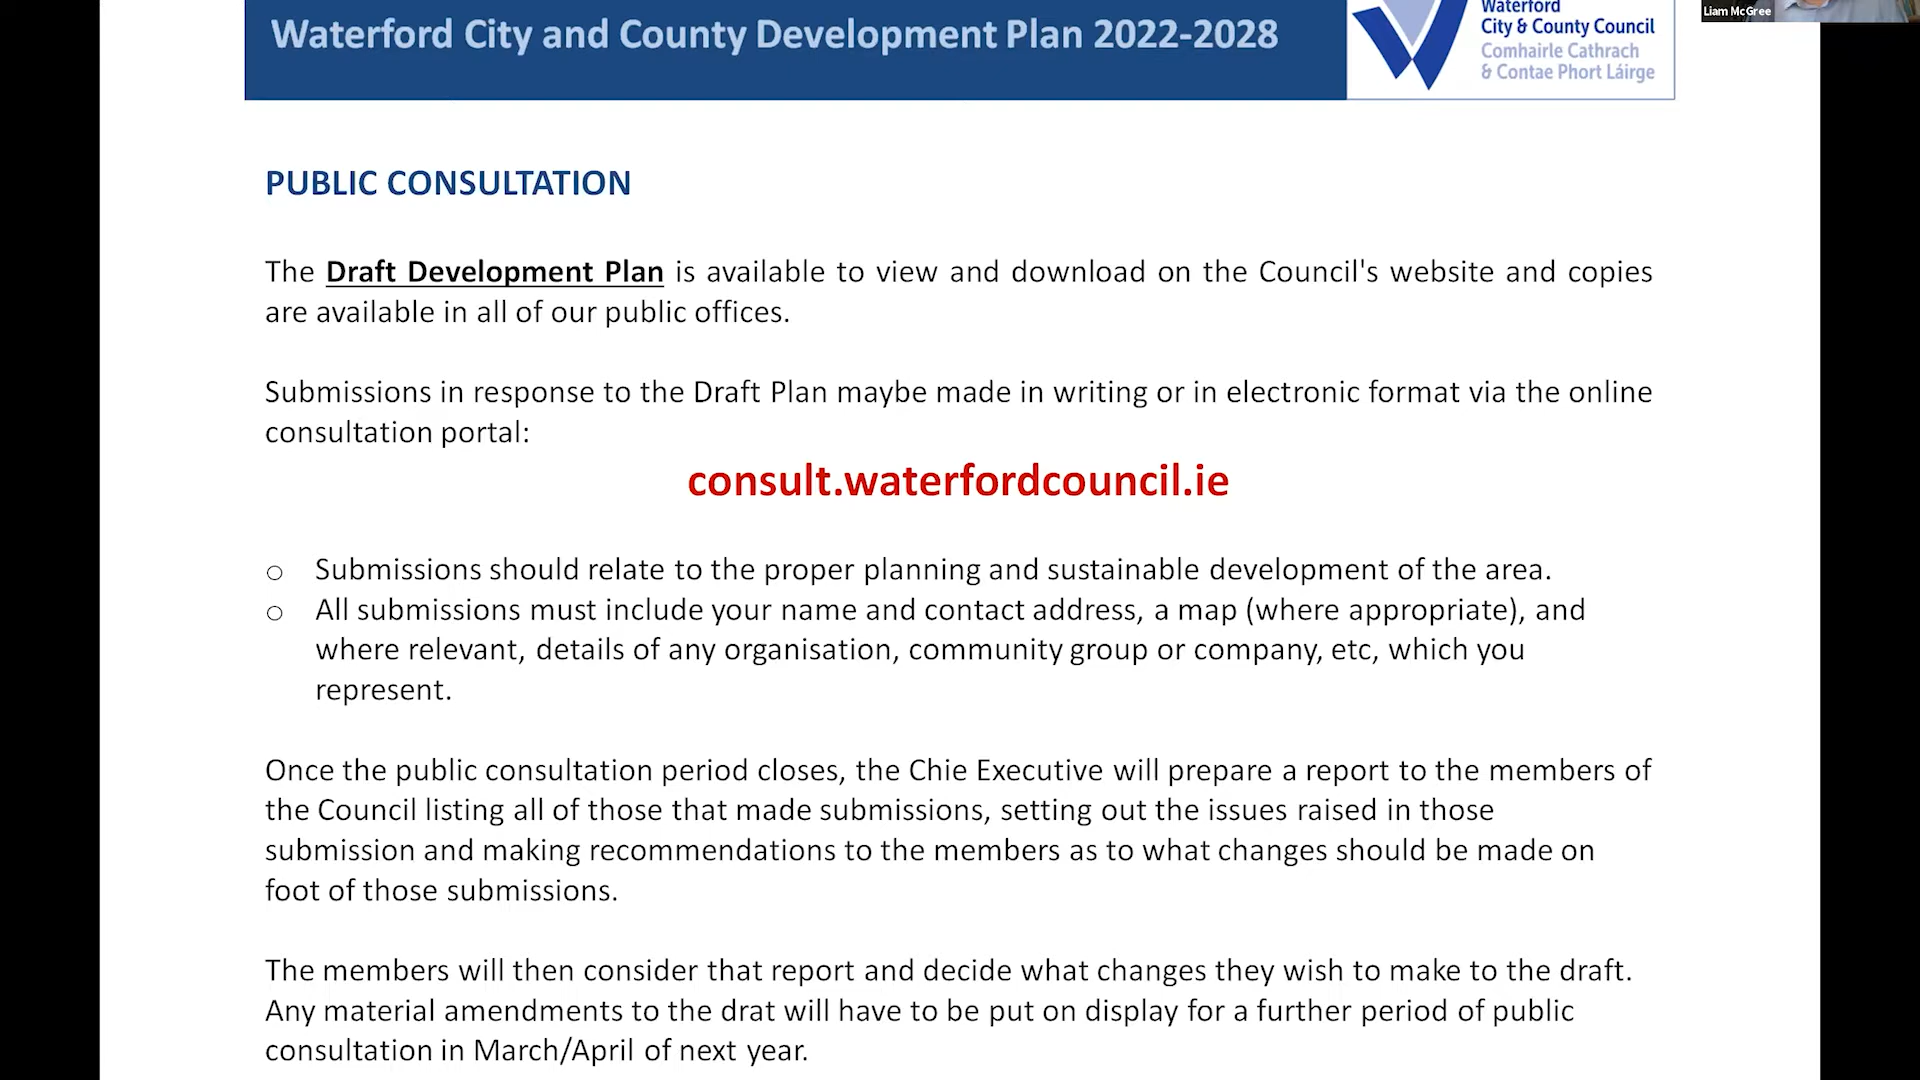 Waterford City and County Development Plan 2022-2028
Waterford
City & County Council
Comhairle Cathrach
& Contae Phort Láirge
Liam McGree
PUBLIC CONSULTATION
The Draft Development Plan is available to view and download on the Council's website and copies
are available in all of our public offices.
Submissions in response to the Draft Plan maybe made in writing or in electronic format via the online
consultation portal:
consult.waterfordcouncil.ie
o Submissions should relate to the proper planning and sustainable development of the area.
o All submissions must include your name and contact address, a map (where appropriate), and
where relevant, details of any organisation, community group or company, etc, which you
represent.
Once the public consultation period closes, the Chie Executive will prepare a report to the members of
the Council listing all of those that made submissions, setting out the issues raised in those
submission and making recommendations to the members as to what changes should be made on
foot of those submissions.
The members will then consider that report and decide what changes they wish to make to the draft.
Any material amendments to the drat will have to be put on display for a further period of public
consultation in March/April of next year.